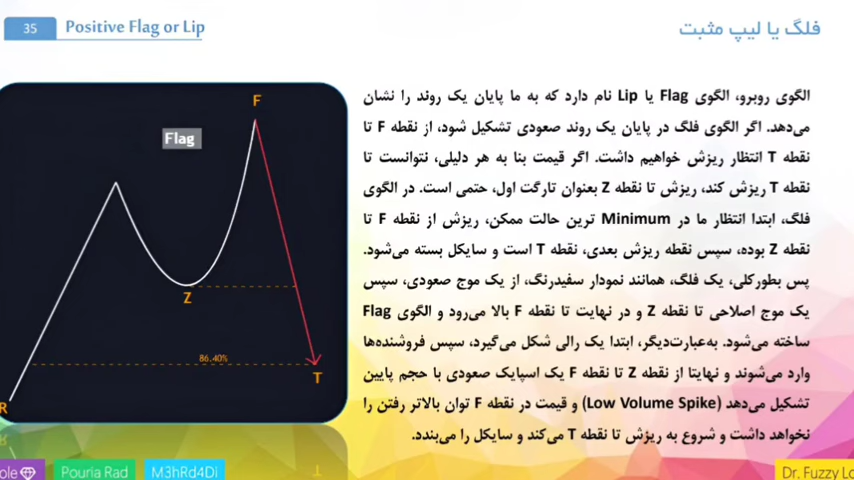 35
Positive Flag or Lip
فلگ یا لیپ مثبت
الگوی روبرو، الگوی Flag یا Lip نام دارد که به ما پایان یک روند را نشان
می‌دهد. اگر الگوی فلگ در پایان یک روند صعودی تشکیل شود، از نقطه F تا
نقطه T انتظار ریزش خواهیم داشت. اگر قیمت بنا به هر دلیلی، نتوانست تا
نقطه T ریزش کند، ریزش تا نقطه Z بعنوان تارگت اول، حتمی است. در الگوی
فلگ، ابتدا انتظار ما در Minimum ترین حالت ممکن، ریزش از نقطه F تا
نقطه Z بوده، سپس نقطه ریزش بعدی، نقطه T است و سایکل بسته می‌شود.
پس بطورکلی، یک فلگ، همانند نمودار سفیدرنگ، از یک موج صعودی، سپس
یک موج اصلاحی تا نقطه Z و در نهایت تا نقطه F بالا می‌رود و الگوی Flag
ساخته می‌شود. به‌عبارت‌دیگر، ابتدا یک رالی شکل می‌گیرد، سپس فروشنده‌ها
وارد می‌شوند و نهایتا از نقطه Z تا نقطه F یک اسپایک صعودی با حجم پایین
تشکیل می‌دهد (Low Volume Spike) و قیمت در نقطه F توان بالاتر رفتن را
نخواهد داشت و شروع به ریزش تا نقطه T می‌کند و سایکل را می‌بندد.
F
Flag
Z
86.40%
T
R
Pouria Rad
M3hRd4Di
Dr. Fuzzy